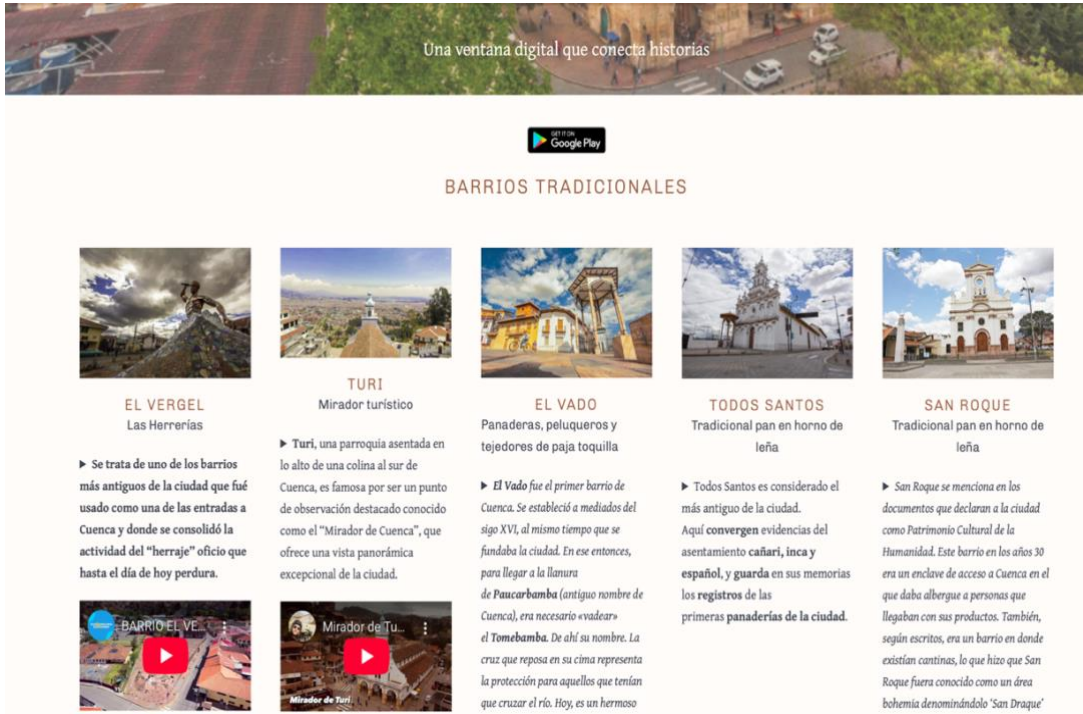 Una ventana digital que conecta historias
GET IT ON
Google Play
BARRIOS TRADICIONALES
EL VERGEL
Las Herrerías
▶ Se trata de uno de los barrios
más antiguos de la ciudad que fué
usado como una de las entradas a
Cuenca y donde se consolidó la
actividad del “herraje” oficio que
hasta el día de hoy perdura.
BARRIO EL VE...
TURI
Mirador turístico
▶ Turi, una parroquia asentada en
lo alto de una colina al sur de
Cuenca, es famosa por ser un punto
de observación destacado conocido
como el “Mirador de Cuenca”, que
ofrece una vista panorámica
excepcional de la ciudad.
Mirador de Tu...
Mirador de Turi
EL VADO
Panaderas, peluqueros y
tejedores de paja toquilla
▶ El Vado fue el primer barrio de
Cuenca. Se estableció a mediados del
sigo XVI, al mismo tiempo que se
fundaba la ciudad. En ese entonces,
para llegar a la llanura
de Paucarbamba (antiguo nombre de
Cuenca), era necesario «vadear»
el Tomebamba. De ahí su nombre. La
cruz que reposa en su cima representa
la protección para aquellos que tenían
que cruzar el río. Hoy, es un hermoso
TODOS SANTOS
Tradicional pan en horno de
leña
▶ Todos Santos es considerado el
más antiguo de la ciudad.
Aquí convergen evidencias del
asentamiento cañari, inca y
español, y guarda en sus memorias
los registros de las
primeras panaderías de la ciudad.
SAN ROQUE
Tradicional pan en horno de
leña
▶ San Roque se menciona en los
documentos que declaran a la ciudad
como Patrimonio Cultural de la
Humanidad. Este barrio en los años 30
era un enclave de acceso a Cuenca en el
que daba albergue a personas que
llegaban con sus productos. También,
según escritos, era un barrio en donde
existían cantinas, lo que hizo que San
Roque fuera conocido como un área
bohemia denominándolo ‘San Draque’